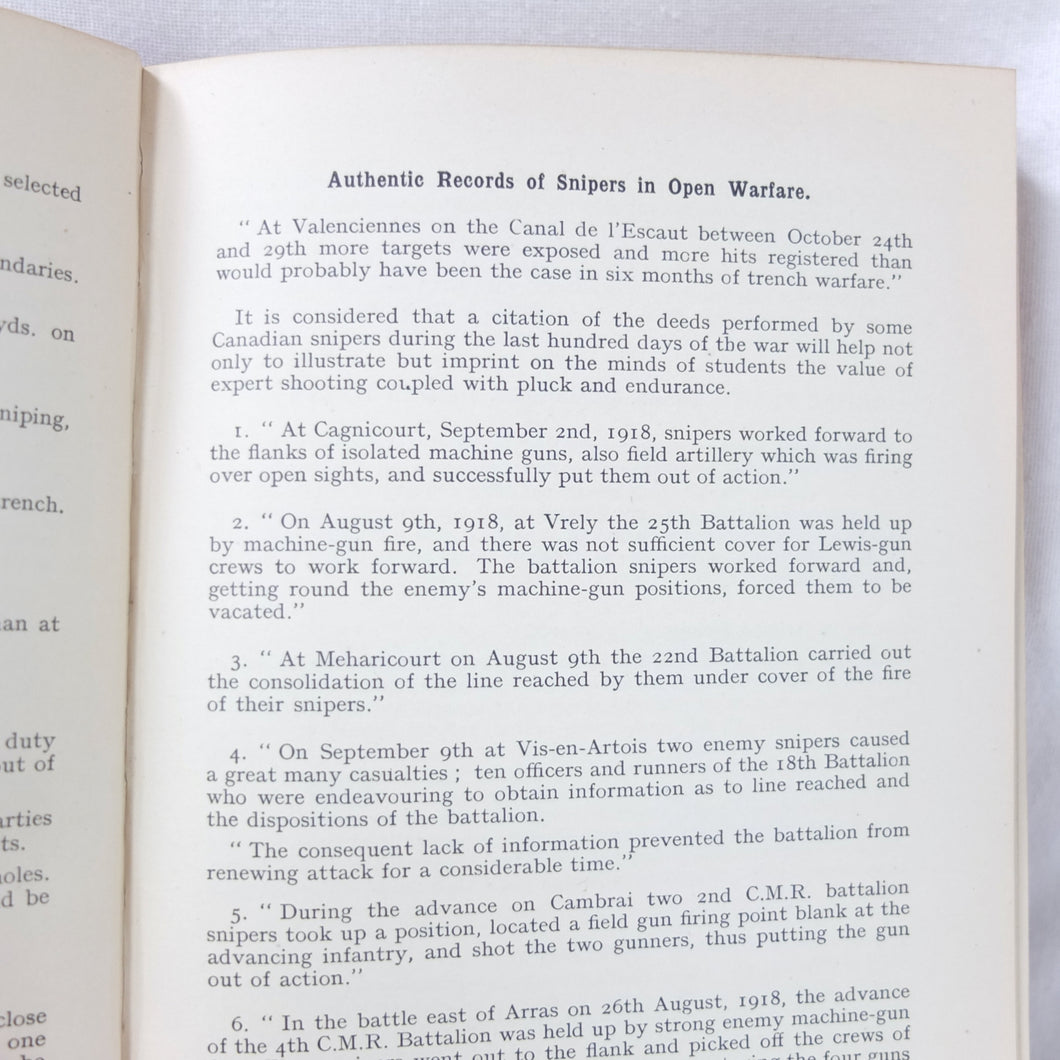 selected
ndaries.
yds. on
niping,
rench.
an at
duty
out of
arties
ts.
holes.
d be
close
one
Authentic Records of Snipers in Open Warfare.
“ At Valenciennes on the Canal de l'Escaut between October 24th
and 29th more targets were exposed and more hits registered than
would probably have been the case in six months of trench warfare.”
It is considered that a citation of the deeds performed by some
Canadian snipers during the last hundred days of the war will help not
only to illustrate but imprint on the minds of students the value of
expert shooting coupled with pluck and endurance.
1. “ At Cagnicourt, September 2nd, 1918, snipers worked forward to
the flanks of isolated machine guns, also field artillery which was firing
over open sights, and successfully put them out of action.”
2. “ On August 9th, 1918, at Vrely the 25th Battalion was held up
by machine-gun fire, and there was not sufficient cover for Lewis-gun
crews to work forward. The battalion snipers worked forward and,
getting round the enemy's machine-gun positions, forced them to be
vacated.”
3. “ At Meharicourt on August 9th the 22nd Battalion carried out
the consolidation of the line reached by them under cover of the fire
of their snipers.”
4. “ On September 9th at Vis-en-Artois two enemy snipers caused
a great many casualties ; ten officers and runners of the 18th Battalion
who were endeavouring to obtain information as to line reached and
the dispositions of the battalion.
“ The consequent lack of information prevented the battalion from
renewing attack for a considerable time.”
5. “ During the advance on Cambrai two 2nd C.M.R. battalion
snipers took up a position, located a field gun firing point blank at the
advancing infantry, and shot the two gunners, thus putting the gun
out of action.”
6. “ In the battle east of Arras on 26th August, 1918, the advance
of the 4th C.M.R. Battalion was held up by strong enemy machine-gun
went out to the flank and picked off the crews of
the four guns